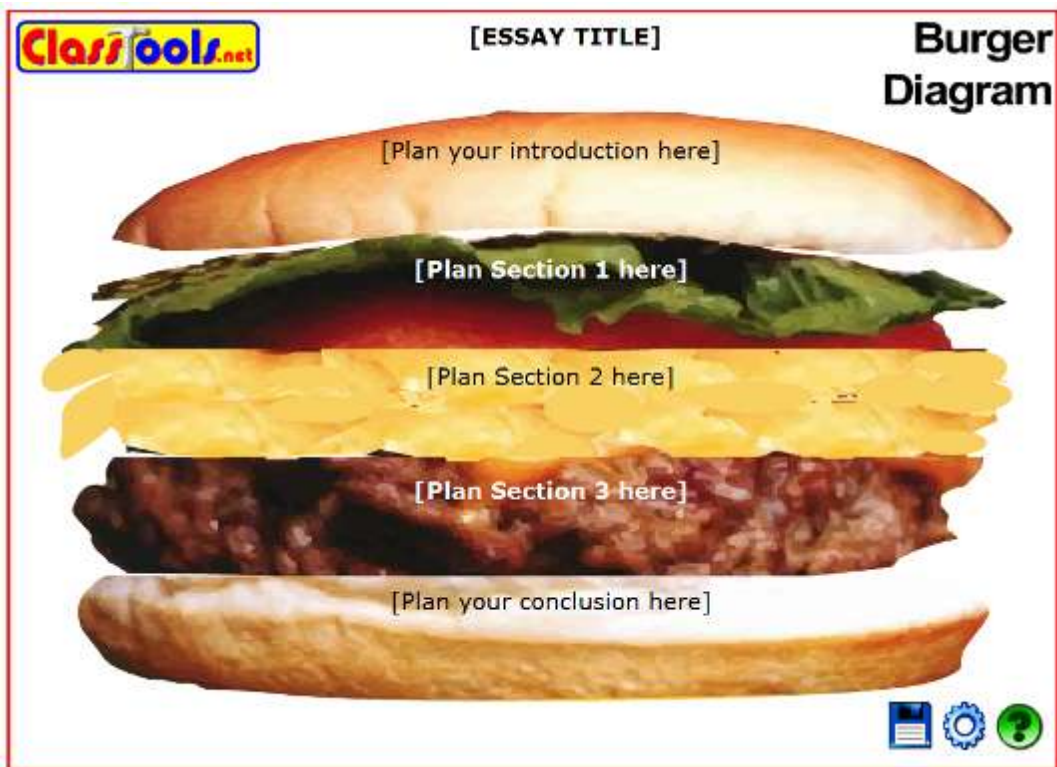 ClassTools.net
[ESSAY TITLE]
Burger
Diagram
[Plan your introduction here]
[Plan Section 1 here]
[Plan Section 2 here]
[Plan Section 3 here]
[Plan your conclusion here]
?